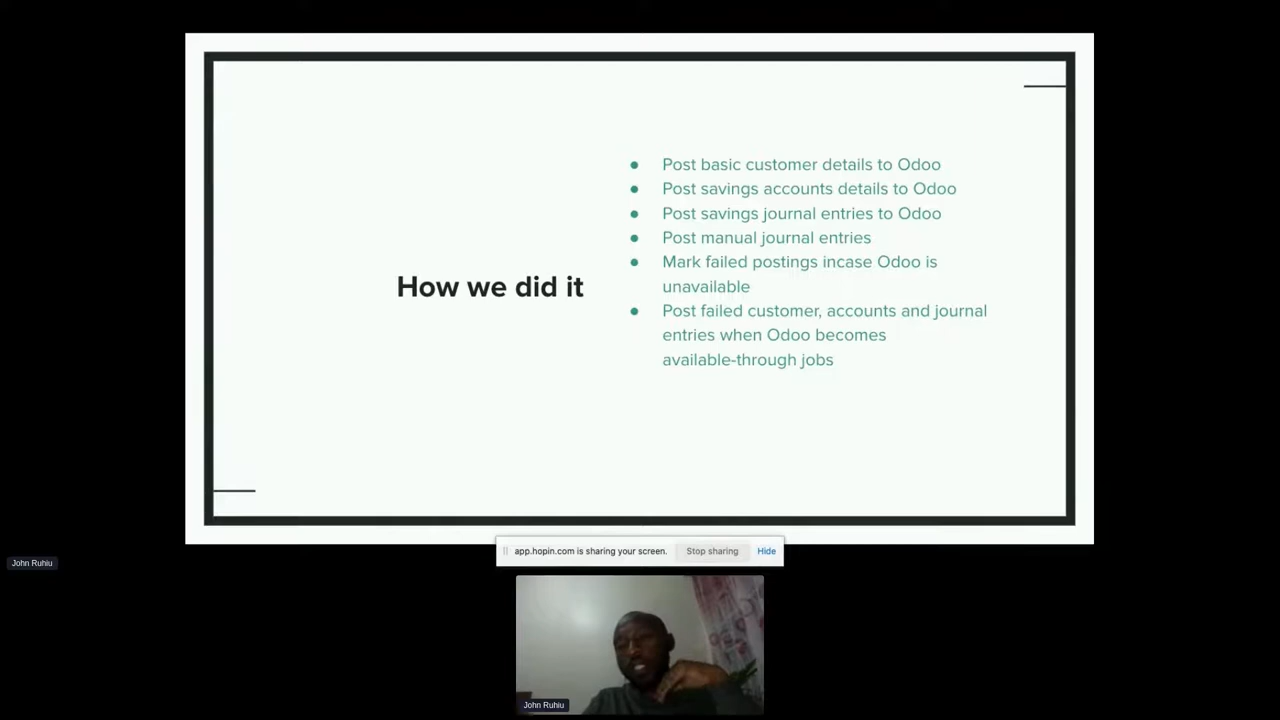 How we did it
● Post basic customer details to Odoo
● Post savings accounts details to Odoo
● Post savings journal entries to Odoo
● Post manual journal entries
● Mark failed postings incase Odoo is
unavailable
● Post failed customer, accounts and journal
entries when Odoo becomes
available-through jobs
app.hopin.com is sharing your screen. Stop sharing Hide
John Ruhiu
John Ruhiu